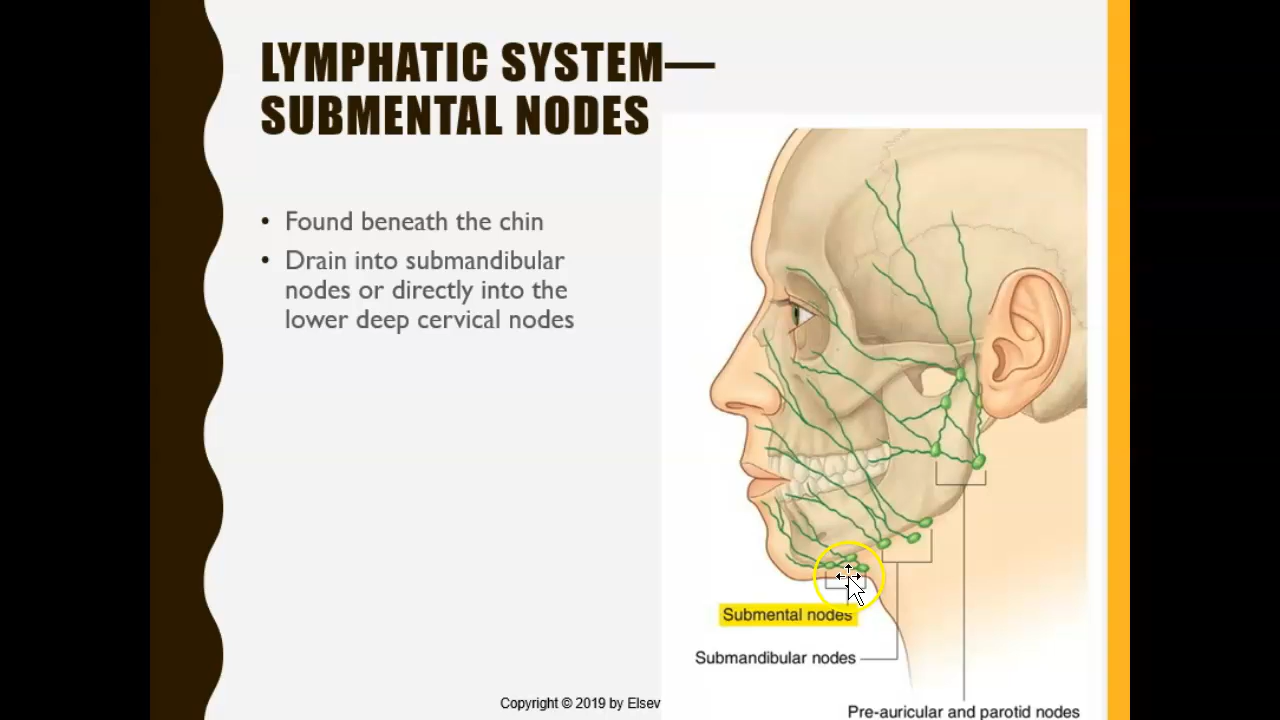 LYMPHATIC SYSTEM—
SUBMENTAL NODES
• Found beneath the chin
• Drain into submandibular
nodes or directly into the
lower deep cervical nodes
Submental nodes
Submandibular nodes
Copyright © 2019 by Elsev
Pre-auricular and parotid nodes